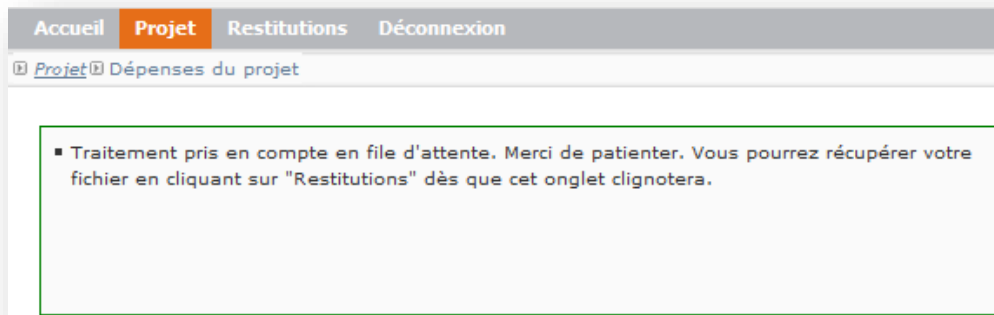 Accueil Projet Restitutions Déconnexion
Projet Dépenses du projet
Traitement pris en compte en file d'attente. Merci de patienter. Vous pourrez récupérer votre
fichier en cliquant sur "Restitutions" dès que cet onglet clignotera.